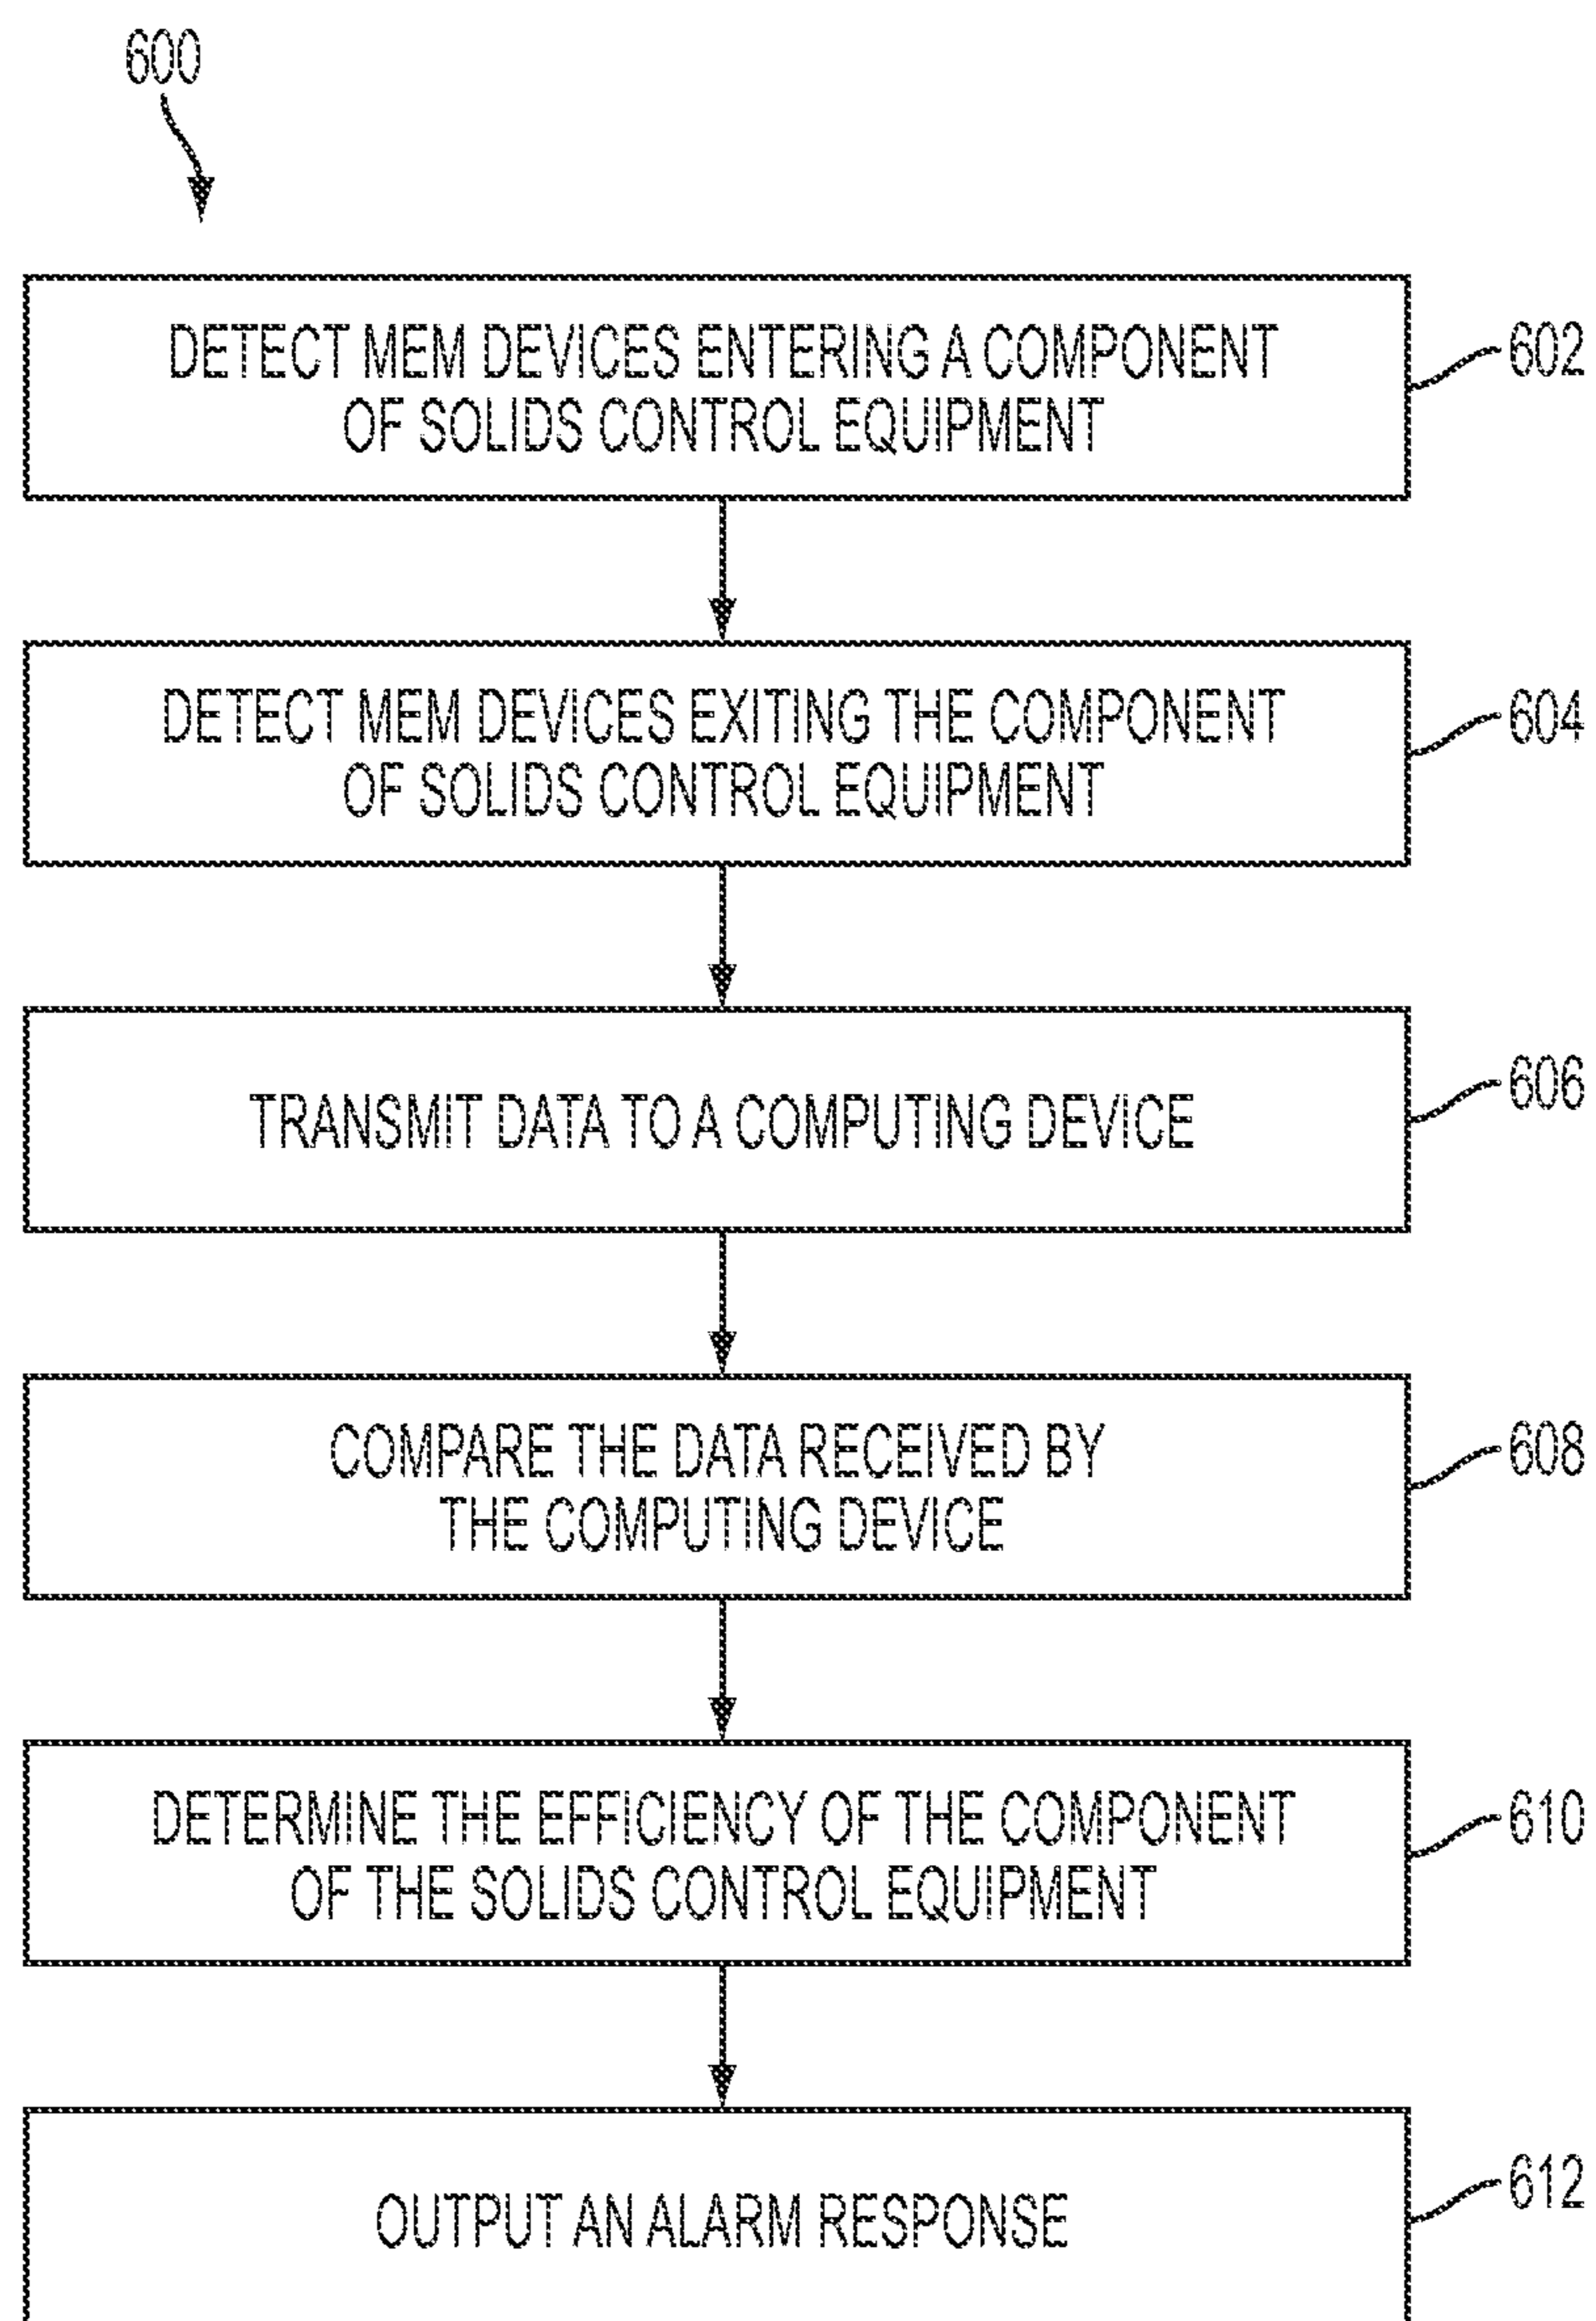 600
DETECT MEM DEVICES ENTERING A COMPONENT
OF SOLIDS CONTROL EQUIPMENT
602
DETECT MEM DEVICES EXITING THE COMPONENT
OF SOLIDS CONTROL EQUIPMENT
604
TRANSMIT DATA TO A COMPUTING DEVICE
606
COMPARE THE DATA RECEIVED BY
THE COMPUTING DEVICE
608
DETERMINE THE EFFICIENCY OF THE COMPONENT
OF THE SOLIDS CONTROL EQUIPMENT
610
OUTPUT AN ALARM RESPONSE
612